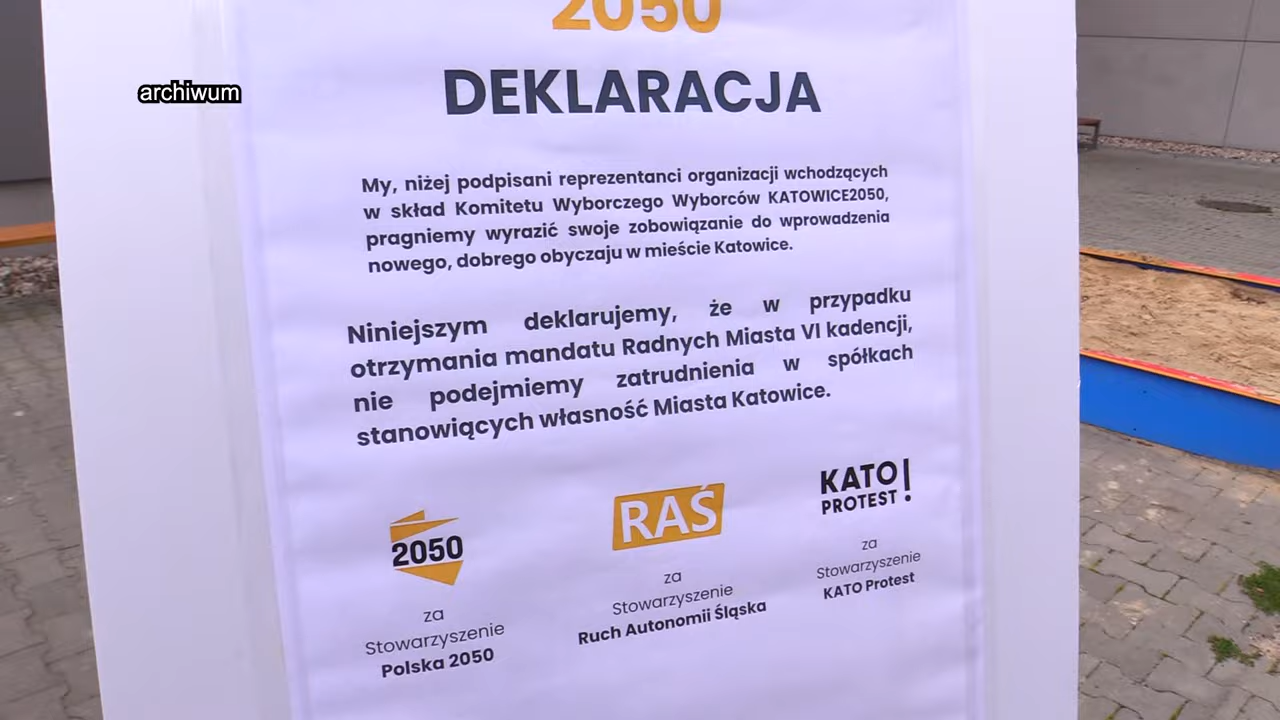 2050
archiwum
DEKLARACJA
My, niżej podpisani reprezentanci organizacji wchodzących
w skład Komitetu Wyborczego Wyborców KATOWICE2050,
pragniemy wyrazić swoje zobowiązanie do wprowadzenia
nowego, dobrego obyczaju w mieście Katowice.
Niniejszym deklarujemy, że w przypadku
otrzymania mandatu Radnych Miasta VI kadencji,
nie podejmiemy zatrudnienia w spółkach
stanowiących własność Miasta Katowice.
2050
za
Stowarzyszenie
Polska 2050
RAŚ
za
Stowarzyszenie
Ruch Autonomii Śląska
KATO
PROTEST!
za
Stowarzyszenie
KATO Protest